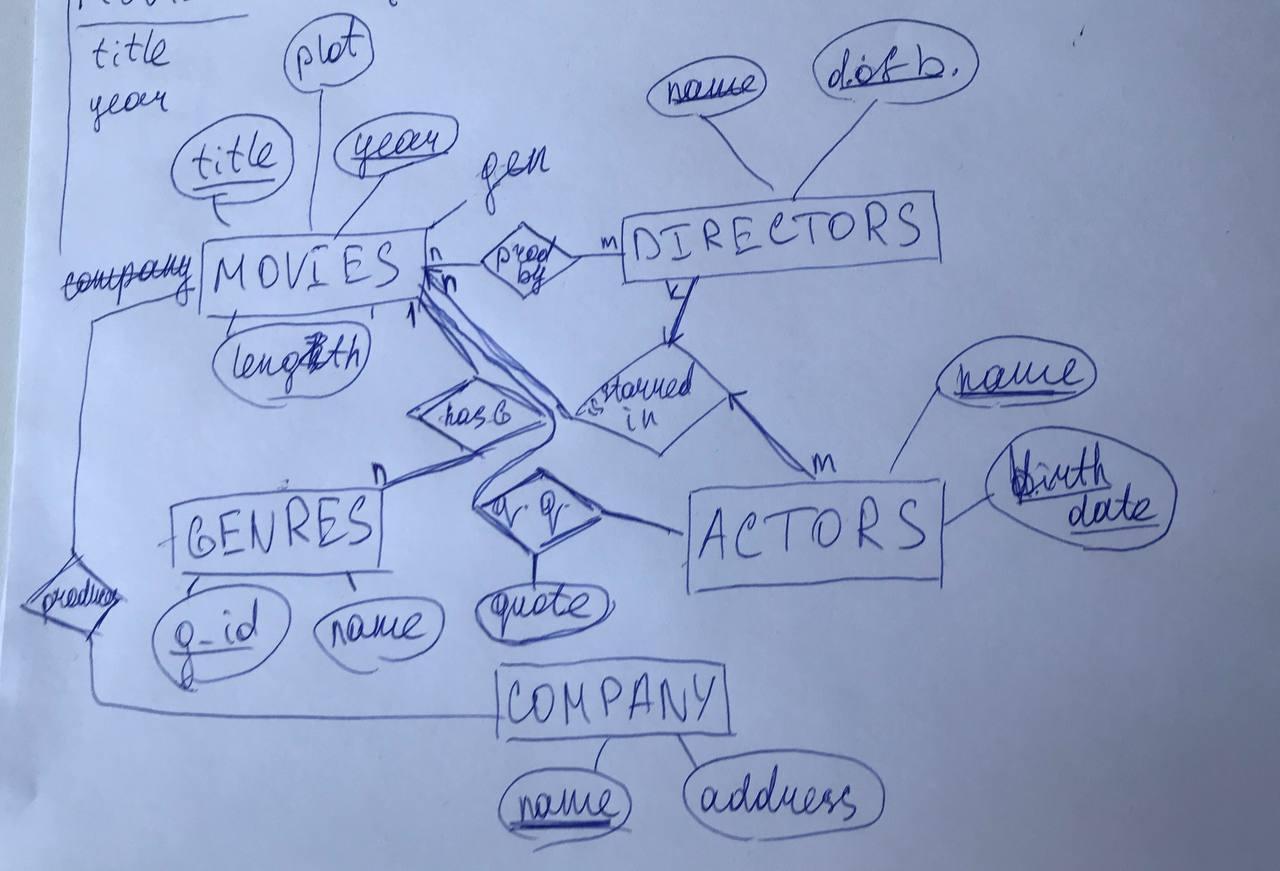 title
year
plot
title
year
gen
name
d.of b.
company
MOVIES
n
prod
by
m
DIRECTORS
n
1
k
length
has G
is starred
in
name
n
m
GENRES
q. q.
ACTORS
birth
date
produces
g_id
name
quote
COMPANY
name
address